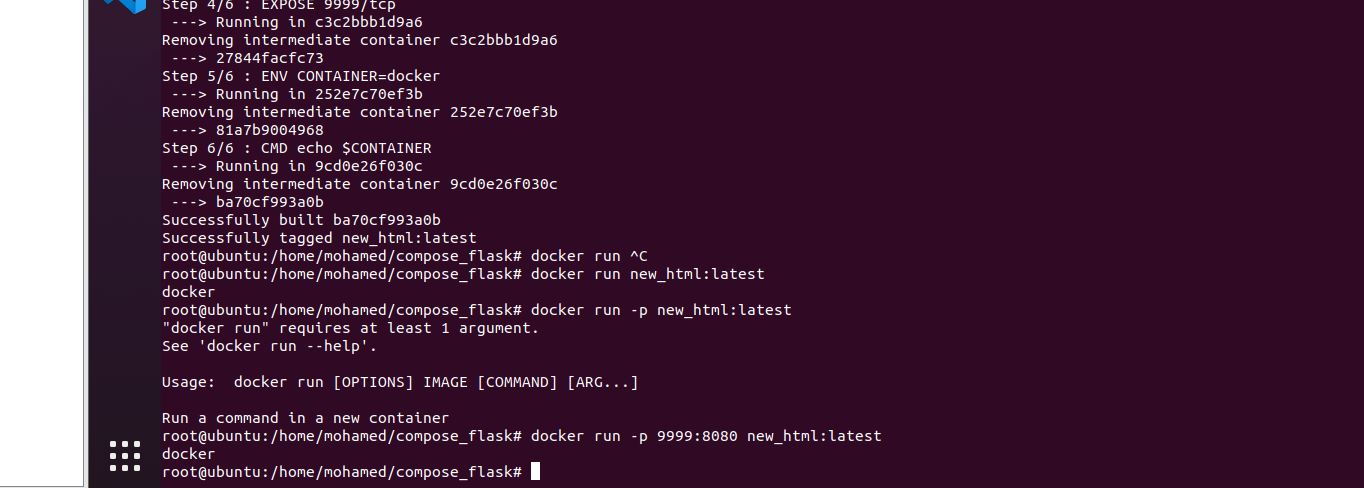 Step 4/6 : EXPOSE 9999/tcp
 ---> Running in c3c2bbb1d9a6
Removing intermediate container c3c2bbb1d9a6
 ---> 27844facfc73
Step 5/6 : ENV CONTAINER=docker
 ---> Running in 252e7c70ef3b
Removing intermediate container 252e7c70ef3b
 ---> 81a7b9004968
Step 6/6 : CMD echo $CONTAINER
 ---> Running in 9cd0e26f030c
Removing intermediate container 9cd0e26f030c
 ---> ba70cf993a0b
Successfully built ba70cf993a0b
Successfully tagged new_html:latest
root@ubuntu:/home/mohamed/compose_flask# docker run ^C
root@ubuntu:/home/mohamed/compose_flask# docker run new_html:latest
docker
root@ubuntu:/home/mohamed/compose_flask# docker run -p new_html:latest
"docker run" requires at least 1 argument.
See 'docker run --help'.

Usage:  docker run [OPTIONS] IMAGE [COMMAND] [ARG...]

Run a command in a new container
root@ubuntu:/home/mohamed/compose_flask# docker run -p 9999:8080 new_html:latest
docker
root@ubuntu:/home/mohamed/compose_flask#